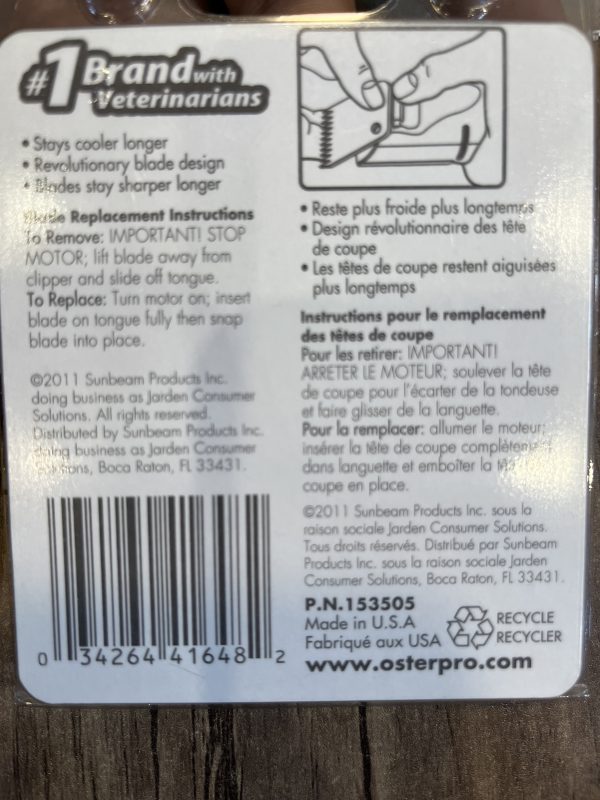 #1 Brand with
Veterinarians
• Stays cooler longer
• Revolutionary blade design
• Blades stay sharper longer
Blade Replacement Instructions
To Remove: IMPORTANT! STOP
MOTOR; lift blade away from
clipper and slide off tongue.
To Replace: Turn motor on; insert
blade on tongue fully then snap
blade into place.
©2011 Sunbeam Products Inc.
doing business as Jarden Consumer
Solutions. All rights reserved.
Distributed by Sunbeam Products Inc.
doing business as Jarden Consumer
Solutions, Boca Raton, FL 33431.
0 34264 41648 2
• Reste plus froide plus longtemps
• Design révolutionnaire des tête
de coupe
• Les têtes de coupe restent aiguisées
plus longtemps
Instructions pour le remplacement
des têtes de coupe
Pour les retirer: IMPORTANT!
ARRÊTER LE MOTEUR; soulever la tête
de coupe pour l'écarter de la tondeuse
et faire glisser de la languette.
Pour la remplacer: allumer le moteur;
insérer la tête de coupe complètement
dans languette et emboîter la tête de
coupe en place.
©2011 Sunbeam Products Inc. sous la
raison sociale Jarden Consumer Solutions.
Tous droits réservés. Distribué par Sunbeam
Products Inc. sous la raison sociale Jarden
Consumer Solutions, Boca Raton, FL 33431.
P.N.153505
Made in U.S.A
Fabriqué aux USA
RECYCLE
RECYCLER
www.osterpro.com